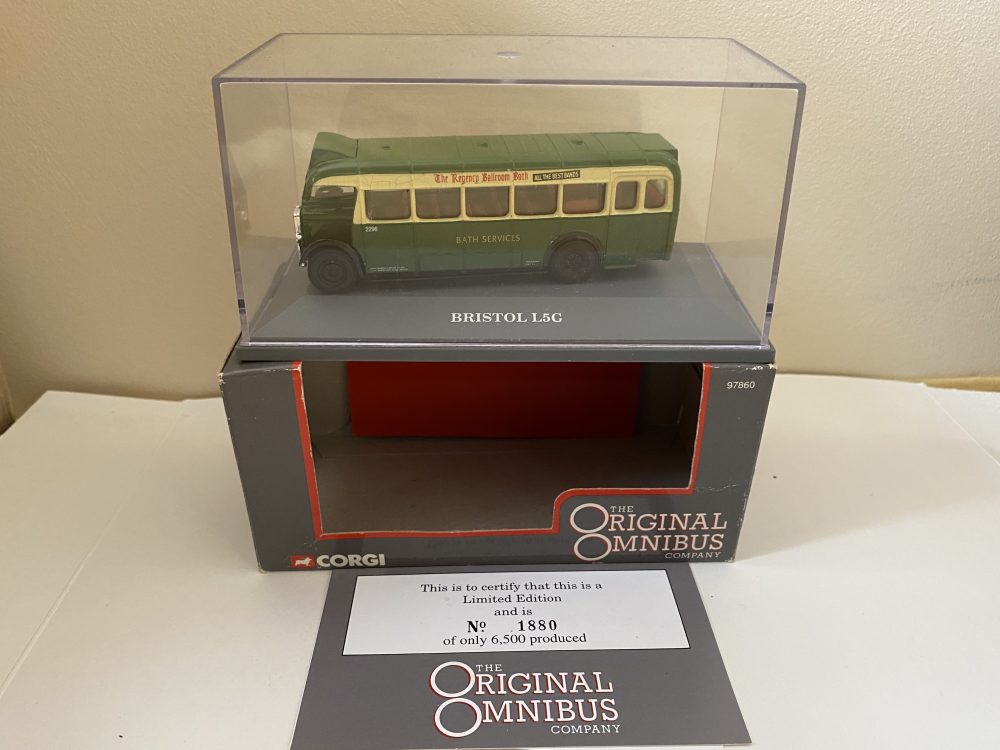 The Regency Ballroom Bath ALL THE BEST BANDS
2296
BATH SERVICES
BRISTOL L5G
97860
THE
ORIGINAL
OMNIBUS
COMPANY
CORGI
This is to certify that this is a
Limited Edition
and is
No 1880
of only 6,500 produced
THE
ORIGINAL
OMNIBUS
COMPANY